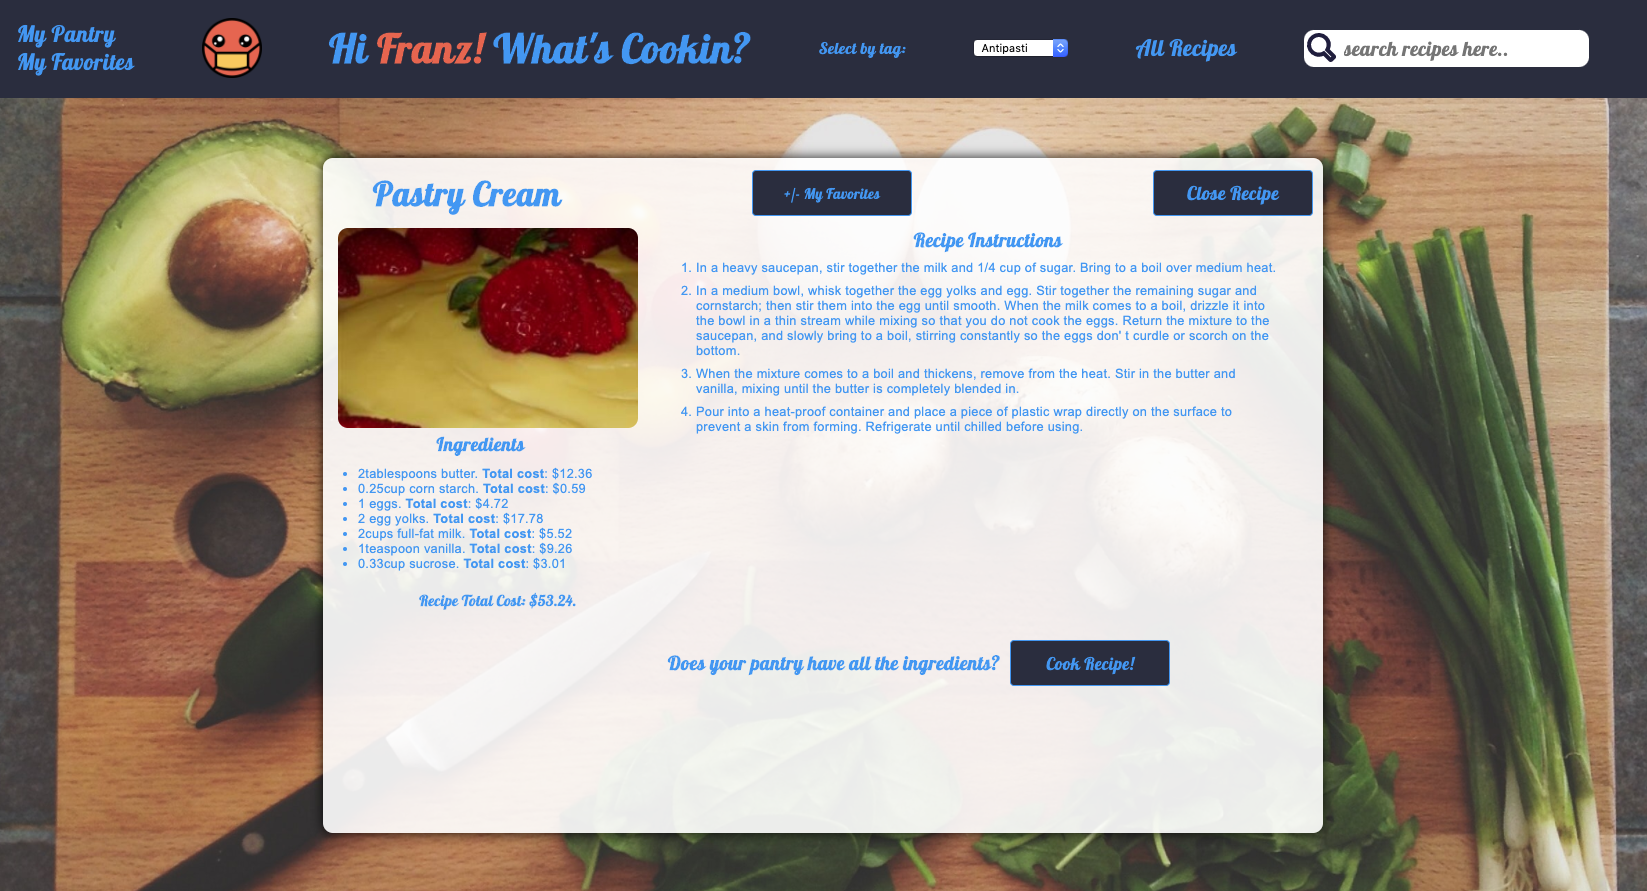 My Pantry
My Favorites
Hi Franz! What's Cookin?
Select by tag:
Antipasti
All Recipes
search recipes here..
Pastry Cream
+/- My Favorites
Close Recipe
Ingredients
2tablespoons butter. Total cost: $12.36
0.25cup corn starch. Total cost: $0.59
1 eggs. Total cost: $4.72
2 egg yolks. Total cost: $17.78
2cups full-fat milk. Total cost: $5.52
1teaspoon vanilla. Total cost: $9.26
0.33cup sucrose. Total cost: $3.01
Recipe Total Cost: $53.24.
Recipe Instructions
1. In a heavy saucepan, stir together the milk and 1/4 cup of sugar. Bring to a boil over medium heat.
2. In a medium bowl, whisk together the egg yolks and egg. Stir together the remaining sugar and
cornstarch; then stir them into the egg until smooth. When the milk comes to a boil, drizzle it into
the bowl in a thin stream while mixing so that you do not cook the eggs. Return the mixture to the
saucepan, and slowly bring to a boil, stirring constantly so the eggs don' t curdle or scorch on the
bottom.
3. When the mixture comes to a boil and thickens, remove from the heat. Stir in the butter and
vanilla, mixing until the butter is completely blended in.
4. Pour into a heat-proof container and place a piece of plastic wrap directly on the surface to
prevent a skin from forming. Refrigerate until chilled before using.
Does your pantry have all the ingredients?
Cook Recipe!